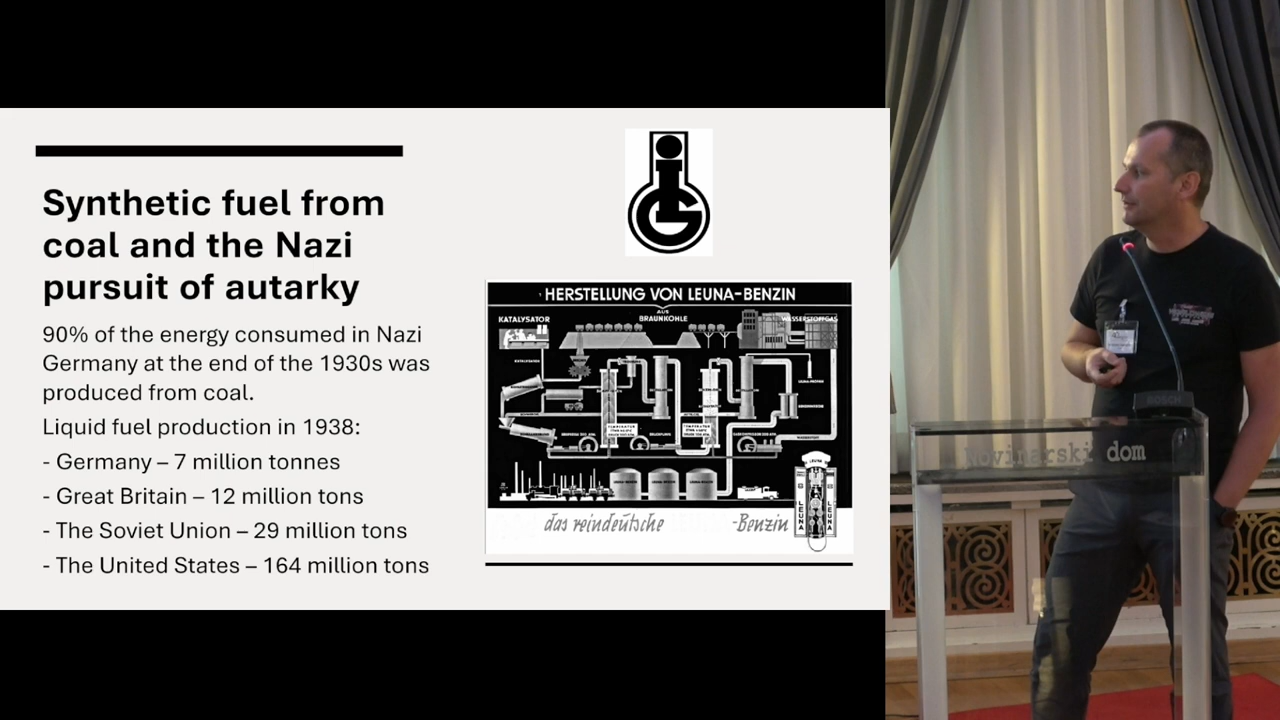 Synthetic fuel from
coal and the Nazi
pursuit of autarky
90% of the energy consumed in Nazi
Germany at the end of the 1930s was
produced from coal.
Liquid fuel production in 1938:
- Germany – 7 million tonnes
- Great Britain – 12 million tons
- The Soviet Union – 29 million tons
- The United States – 164 million tons
IG
HERSTELLUNG VON LEUNA-BENZIN
AUS
BRAUNKOHLE
KATALYSATOR
WASSERSTOFFGAS
LEUNA
LEUNA
LEUNA
das reindeutsche -Benzin
BOSCH
Novinarski dom